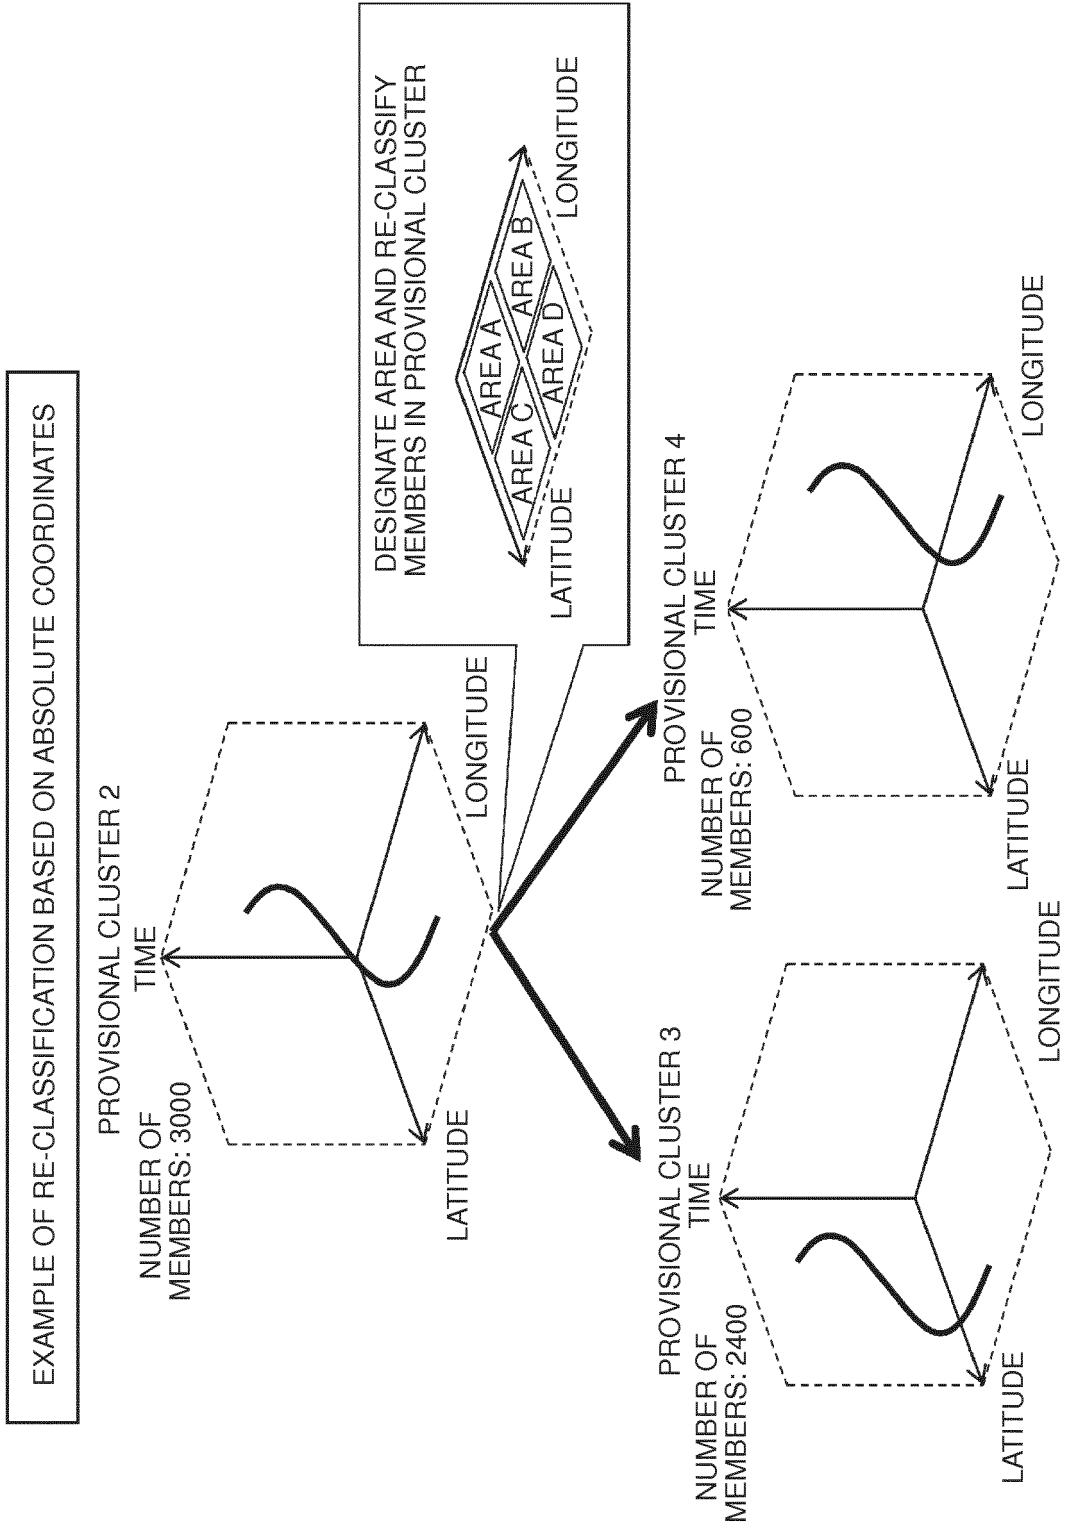 EXAMPLE OF RE-CLASSIFICATION BASED ON ABSOLUTE COORDINATES
PROVISIONAL CLUSTER 2
NUMBER OF
MEMBERS: 3000
TIME
LATITUDE
LONGITUDE
DESIGNATE AREA AND RE-CLASSIFY
MEMBERS IN PROVISIONAL CLUSTER
AREA A
AREA C
AREA B
AREA D
LATITUDE
LONGITUDE
PROVISIONAL CLUSTER 3
NUMBER OF
MEMBERS: 2400
TIME
LATITUDE
LONGITUDE
PROVISIONAL CLUSTER 4
NUMBER OF
MEMBERS: 600
TIME
LATITUDE
LONGITUDE